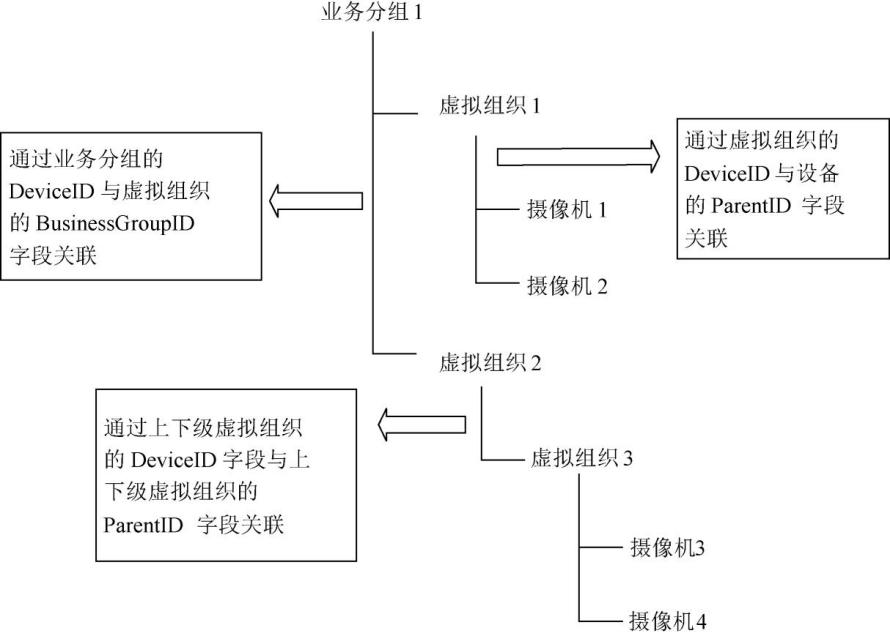 业务分组 1
虚拟组织 1
通过业务分组的
DeviceID 与虚拟组织
的 BusinessGroupID
字段关联
通过虚拟组织的
DeviceID 与设备
的 ParentID 字段
关联
摄像机 1
摄像机 2
虚拟组织 2
通过上下级虚拟组织
的 DeviceID 字段与上
下级虚拟组织的
ParentID 字段关联
虚拟组织 3
摄像机3
摄像机4